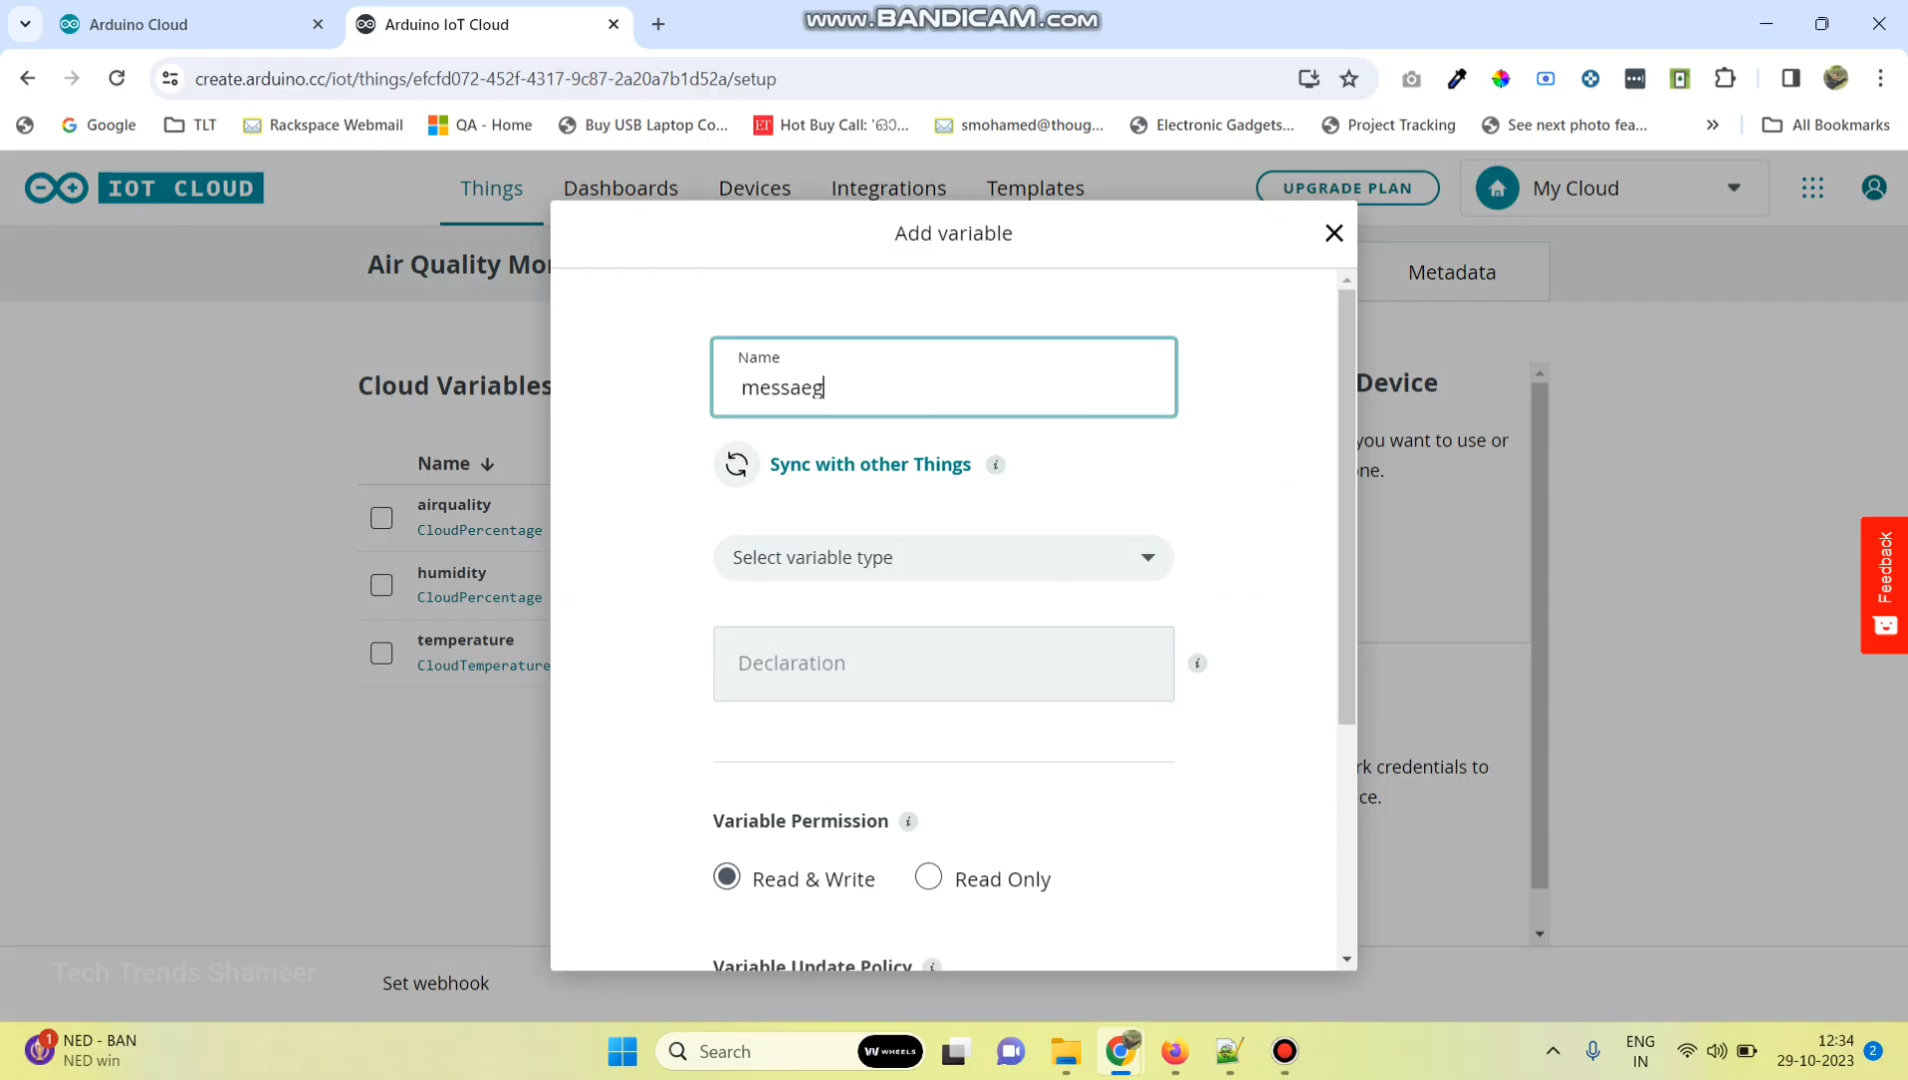 Arduino Cloud
Arduino IoT Cloud
www.BANDICAM.com
create.arduino.cc/iot/things/efcfd072-452f-4317-9c87-2a20a7b1d52a/setup
Google
TLT
Rackspace Webmail
QA - Home
Buy USB Laptop Co...
Hot Buy Call: 'ഓ...
smohamed@thoug...
Electronic Gadgets...
Project Tracking
See next photo fea...
All Bookmarks
IOT CLOUD
Things
Dashboards
Devices
Integrations
Templates
UPGRADE PLAN
My Cloud
Air Quality Mo
Metadata
Add variable
Name
messaeg
Sync with other Things
Select variable type
Declaration
Variable Permission
Read & Write
Read Only
Variable Update Policy
Cloud Variables
Name
airquality
CloudPercentage
humidity
CloudPercentage
temperature
CloudTemperature
Device
you want to use or
ne.
rk credentials to
ce.
Feedback
Tech Trends Shameer
Set webhook
1
NED - BAN
NED win
Search
WHEELS
ENG
IN
12:34
29-10-2023
2